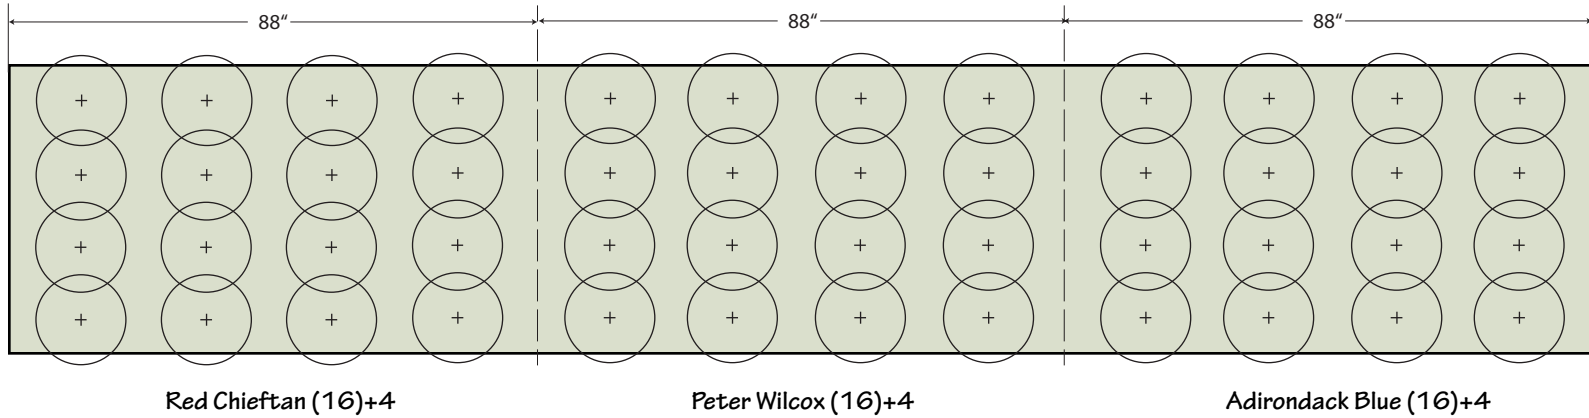 88“ 88“ 88“
Red Chieftan (16)+4 Peter Wilcox (16)+4 Adirondack Blue (16)+4